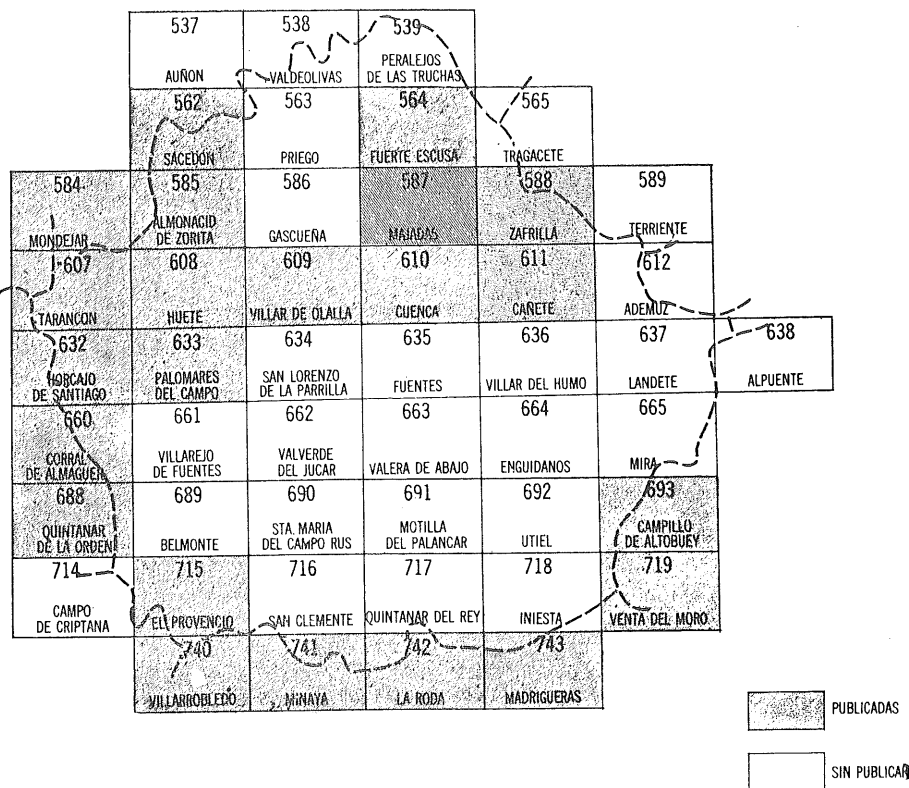 537 538 539
AUÑON VALDEOLIVAS PERALEJOS DE LAS TRUCHAS
562 563 564 565
SACEDON PRIEGO FUERTE ESCUSA TRAGACETE
584 585 586 587 588 589
MONDEJAR ALMONACID DE ZORITA GASCUEÑA MAJADAS ZAFRILLA TERRIENTE
607 608 609 610 611 612
TARANCON HUETE VILLAR DE OLALLA CUENCA CAÑETE ADEMUZ
632 633 634 635 636 637 638
HORCAJO DE SANTIAGO PALOMARES DEL CAMPO SAN LORENZO DE LA PARRILLA FUENTES VILLAR DEL HUMO LANDETE ALPUENTE
660 661 662 663 664 665
CORRAL DE ALMAGUER VILLAREJO DE FUENTES VALVERDE DEL JUCAR VALERA DE ABAJO ENGUIDANOS MIRA
688 689 690 691 692 693
QUINTANAR DE LA ORDEN BELMONTE STA. MARIA DEL CAMPO RUS MOTILLA DEL PALANCAR UTIEL CAMPILLO DE ALTOBUEY
714 715 716 717 718 719
CAMPO DE CRIPTANA EL PROVENCIO SAN CLEMENTE QUINTANAR DEL REY INIESTA VENTA DEL MORO
740 741 742 743
VILLARROBLEDO MINAYA LA RODA MADRIGUERAS
PUBLICADAS
SIN PUBLICAR